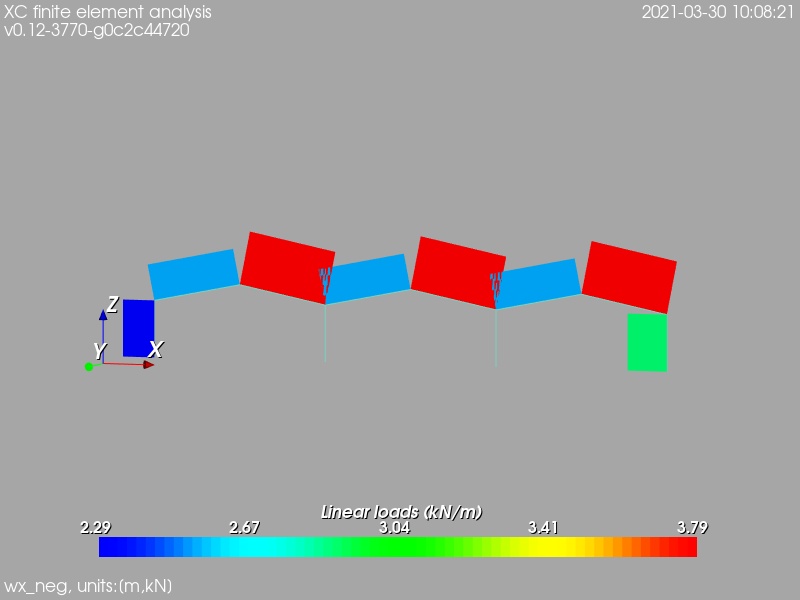 XC finite element analysis
2021-03-30 10:08:21
v0.12-3770-g0c2c44720
Z
Y
X
Linear loads (kN/m)
2.29 2.67 3.04 3.41 3.79
wx_neg, units:[m,kN]